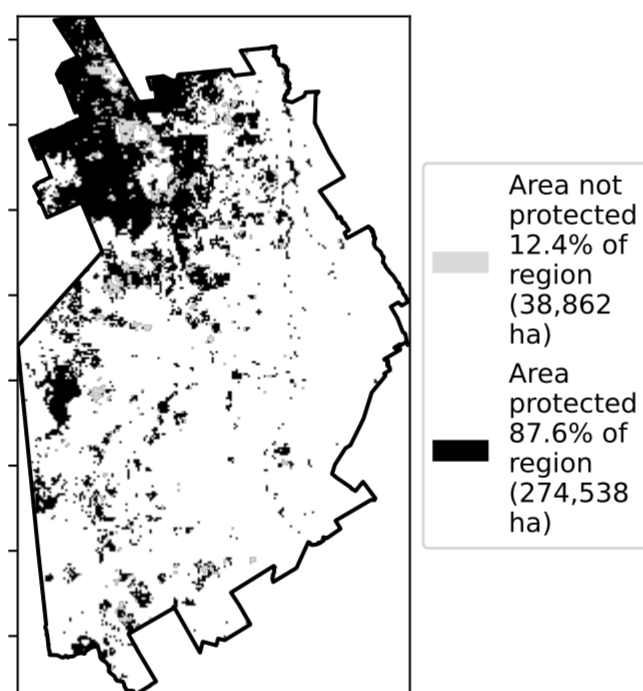 Area not
protected
12.4% of
region
(38,862
ha)
Area
protected
87.6% of
region
(274,538
ha)